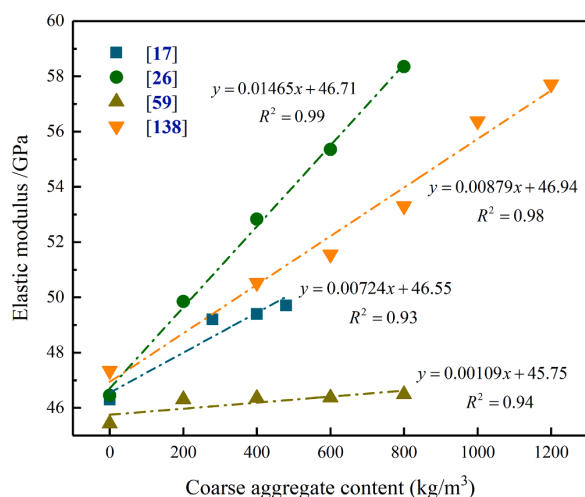 60
58
56
54
52
50
48
46
Elastic modulus /GPa
[17]
[26]
[59]
[138]
y = 0.01465x + 46.71
R² = 0.99
y = 0.00879x + 46.94
R² = 0.98
y = 0.00724x + 46.55
R² = 0.93
y = 0.00109x + 45.75
R² = 0.94
0 200 400 600 800 1000 1200
Coarse aggregate content (kg/m³)